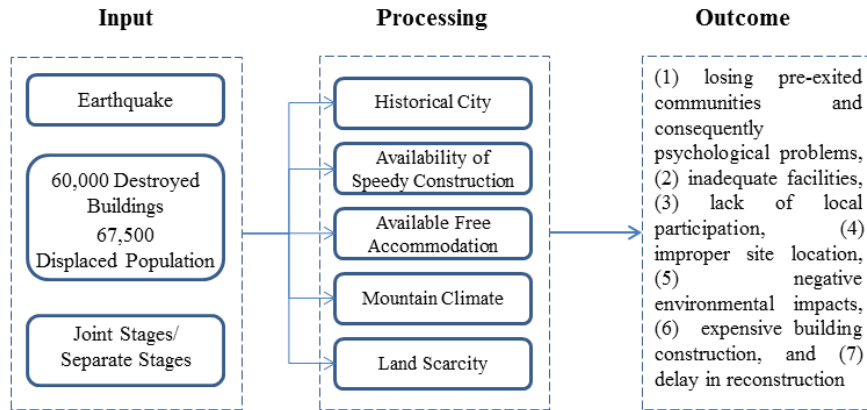 Input
Processing
Outcome
Earthquake
60,000 Destroyed
Buildings
67,500
Displaced Population
Joint Stages/
Separate Stages
Historical City
Availability of
Speedy Construction
Available Free
Accommodation
Mountain Climate
Land Scarcity
(1) losing pre-exited
communities and
consequently
psychological problems,
(2) inadequate facilities,
(3) lack of local
participation, (4)
improper site location,
(5) negative
environmental impacts,
(6) expensive building
construction, and (7)
delay in reconstruction